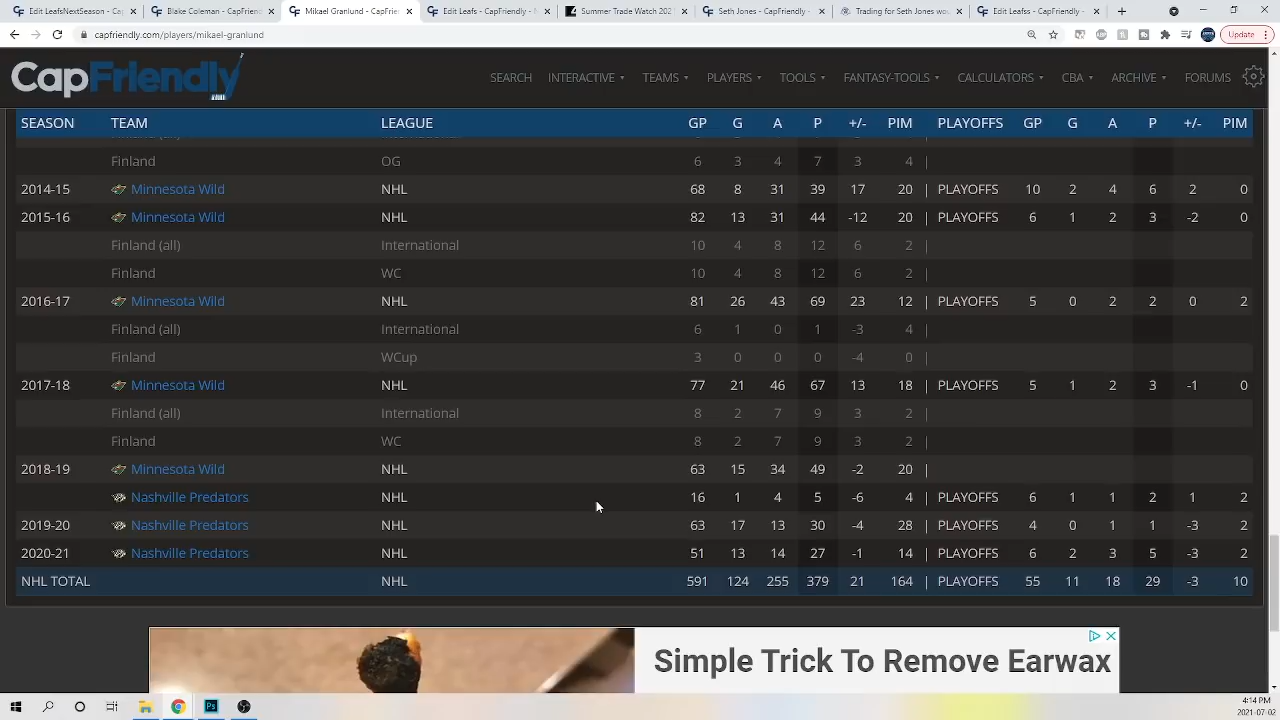 Edit LeafsNextSeason - Cap
Blake Coleman - CapFriend
Mikael Granlund - CapFrie
Edit Leafs - CapFriendly - N
Summer Trade Watch 202
Seth Jones - CapFriendly -
Trading for Seth Jones wou
Edit Leafss - CapFriendly -
capfriendly.com/players/mikael-granlund
Update
CapFriendly
SEARCH INTERACTIVE TEAMS PLAYERS TOOLS FANTASY-TOOLS CALCULATORS CBA ARCHIVE FORUMS
SEASON TEAM LEAGUE GP G A P +/- PIM PLAYOFFS GP G A P +/- PIM
Finland OG 6 3 4 7 3 4 |
2014-15 Minnesota Wild NHL 68 8 31 39 17 20 | PLAYOFFS 10 2 4 6 2 0
2015-16 Minnesota Wild NHL 82 13 31 44 -12 20 | PLAYOFFS 6 1 2 3 -2 0
Finland (all) International 10 4 8 12 6 2 |
Finland WC 10 4 8 12 6 2 |
2016-17 Minnesota Wild NHL 81 26 43 69 23 12 | PLAYOFFS 5 0 2 2 0 2
Finland (all) International 6 1 0 1 -3 4 |
Finland WCup 3 0 0 0 -4 0 |
2017-18 Minnesota Wild NHL 77 21 46 67 13 18 | PLAYOFFS 5 1 2 3 -1 0
Finland (all) International 8 2 7 9 3 2 |
Finland WC 8 2 7 9 3 2 |
2018-19 Minnesota Wild NHL 63 15 34 49 -2 20 |
Nashville Predators NHL 16 1 4 5 -6 4 | PLAYOFFS 6 1 1 2 1 2
2019-20 Nashville Predators NHL 63 17 13 30 -4 28 | PLAYOFFS 4 0 1 1 -3 2
2020-21 Nashville Predators NHL 51 13 14 27 -1 14 | PLAYOFFS 6 2 3 5 -3 2
NHL TOTAL NHL 591 124 255 379 21 164 | PLAYOFFS 55 11 18 29 -3 10
Simple Trick To Remove Earwax
4:14 PM
2021-07-02